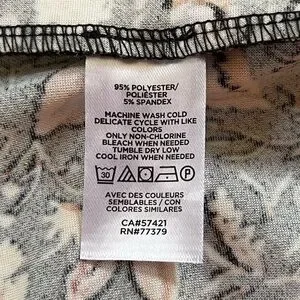 95% POLYESTER/
POLIÉSTER
5% SPANDEX
MACHINE WASH COLD
DELICATE CYCLE WITH LIKE
COLORS
ONLY NON-CHLORINE
BLEACH WHEN NEEDED
TUMBLE DRY LOW
COOL IRON WHEN NEEDED
30 P
AVEC DES COULEURS
SEMBLABLES / CON
COLORES SIMILARES
CA#57421
RN#77379